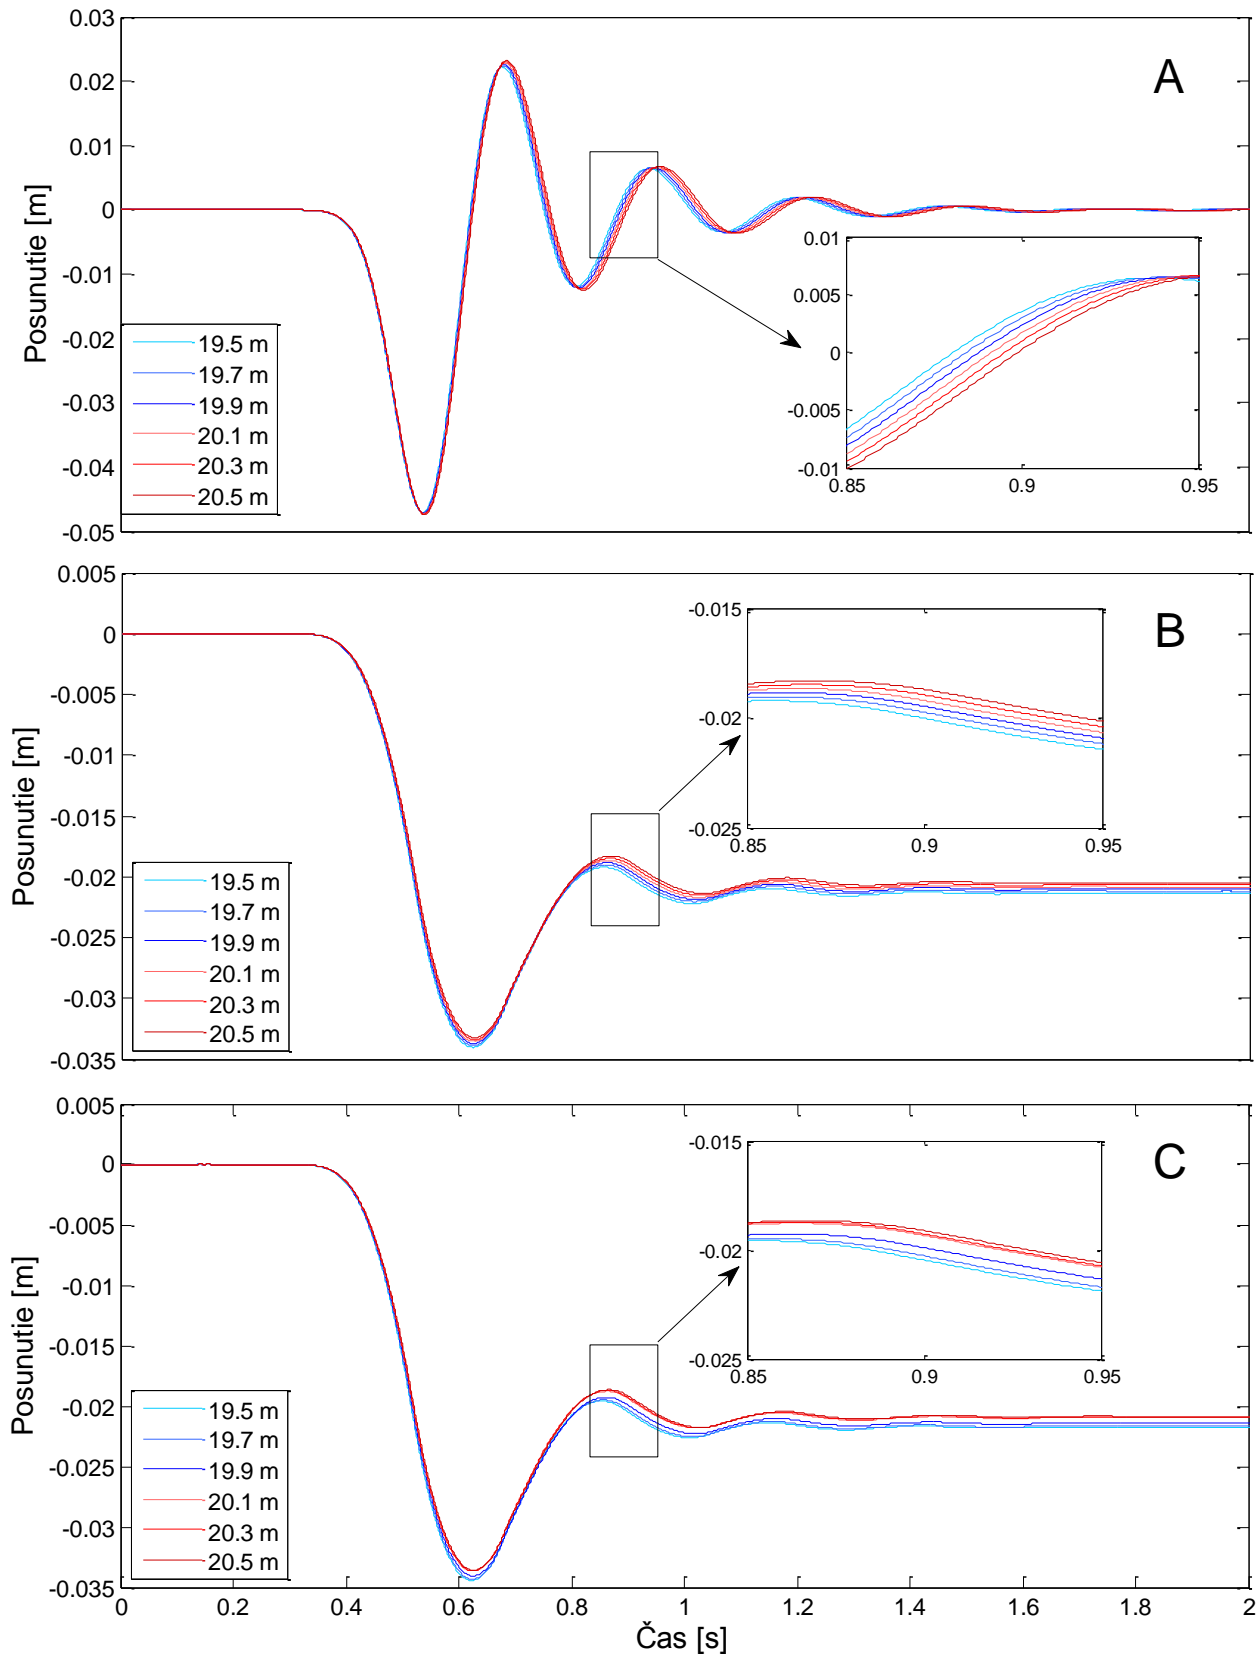 0.03
0.02
0.01
0
-0.01
-0.02
-0.03
-0.04
-0.05
Posunutie [m]
A
19.5 m
19.7 m
19.9 m
20.1 m
20.3 m
20.5 m
0.01
0.005
0
-0.005
-0.01
0.85
0.9
0.95
0.005
0
-0.005
-0.01
-0.015
-0.02
-0.025
-0.03
-0.035
Posunutie [m]
B
19.5 m
19.7 m
19.9 m
20.1 m
20.3 m
20.5 m
-0.015
-0.02
-0.025
0.85
0.9
0.95
0.005
0
-0.005
-0.01
-0.015
-0.02
-0.025
-0.03
-0.035
Posunutie [m]
C
19.5 m
19.7 m
19.9 m
20.1 m
20.3 m
20.5 m
-0.015
-0.02
-0.025
0.85
0.9
0.95
0
0.2
0.4
0.6
0.8
1
1.2
1.4
1.6
1.8
2
Čas [s]